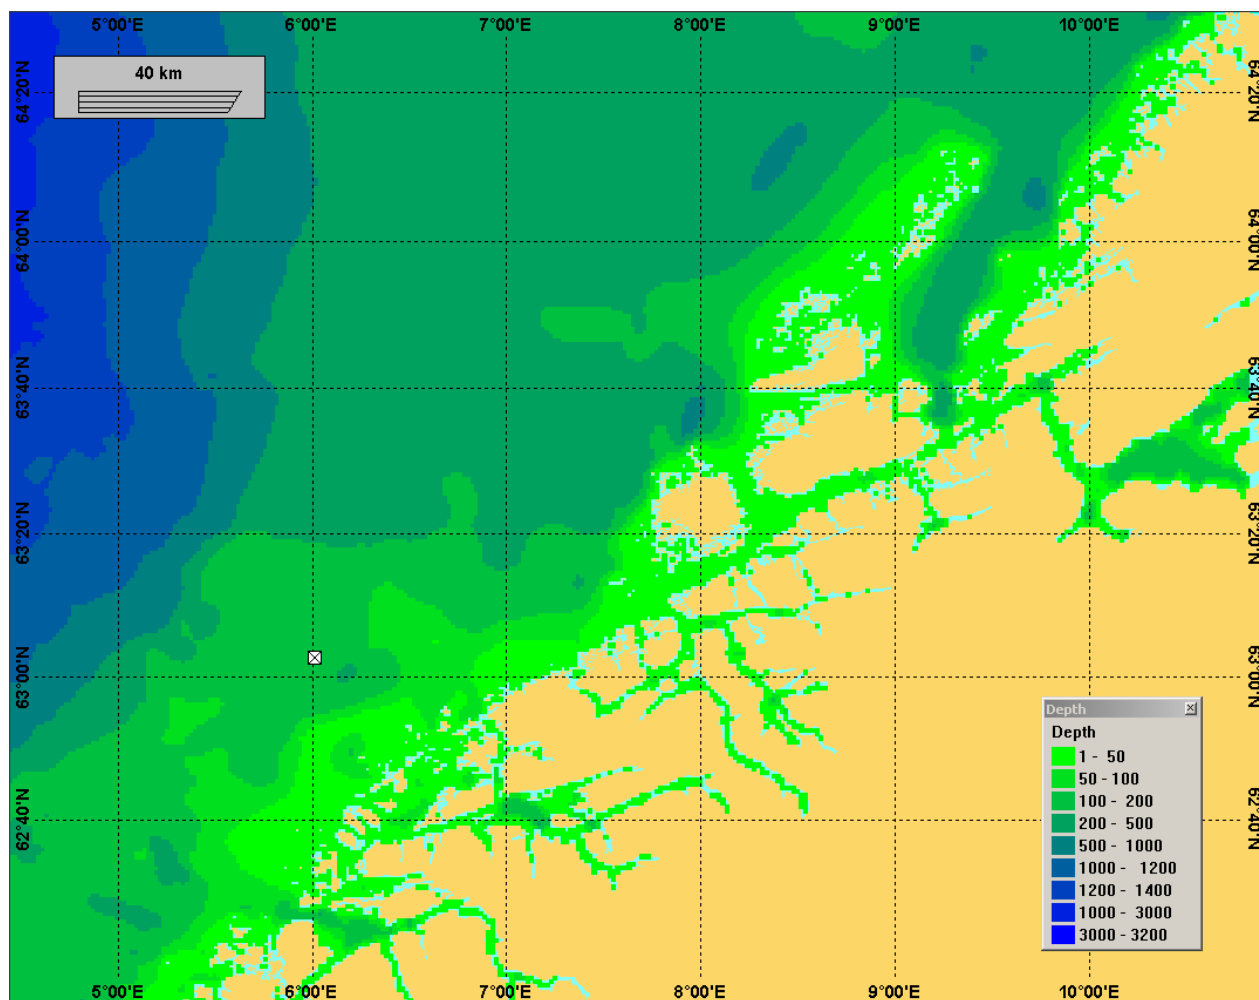 5°00'E 6°00'E 7°00'E 8°00'E 9°00'E 10°00'E
40 km
64°20'N 64°20'N
64°00'N 64°00'N
63°40'N 63°40'N
63°20'N 63°20'N
63°00'N 63°00'N
62°40'N 62°40'N
Depth
Depth
1 - 50
50 - 100
100 - 200
200 - 500
500 - 1000
1000 - 1200
1200 - 1400
1000 - 3000
3000 - 3200
5°00'E 6°00'E 7°00'E 8°00'E 9°00'E 10°00'E